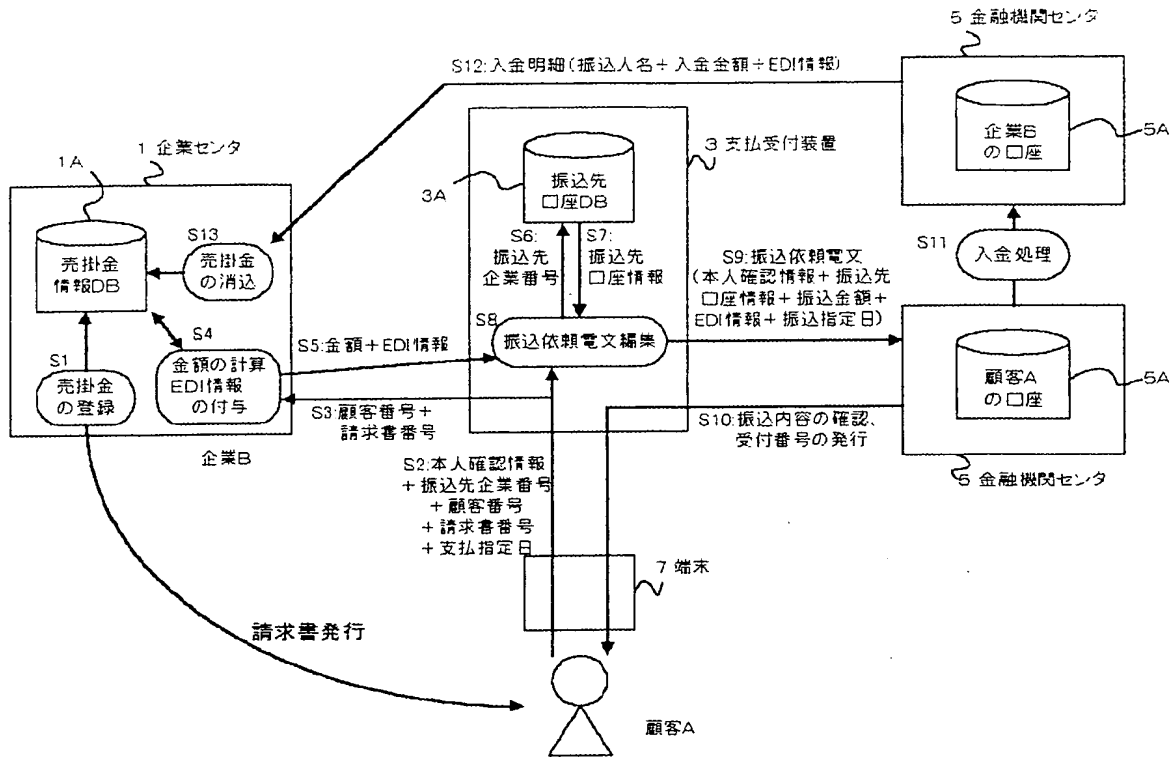 5 金融機関センタ
S12:入金明細(振込人名+入金金額+EDI情報)
企業B
の口座
5A
3 支払受付装置
1 企業センタ
1A
3A
振込先
口座DB
S13
売掛金
の消込
売掛金
情報DB
S6:
振込先
企業番号
S7:
振込先
口座情報
S11
入金処理
S9:振込依頼電文
(本人確認情報+振込先
口座情報+振込金額+
EDI情報+振込指定日)
S8
振込依頼電文編集
S4
金額の計算
EDI情報
の付与
S5:金額+EDI情報
S1
売掛金
の登録
S3:顧客番号+
請求書番号
企業B
顧客A
の口座
5A
S10:振込内容の確認、
受付番号の発行
5 金融機関センタ
S2:本人確認情報
+振込先企業番号
+顧客番号
+請求書番号
+支払指定日
7 端末
請求書発行
顧客A